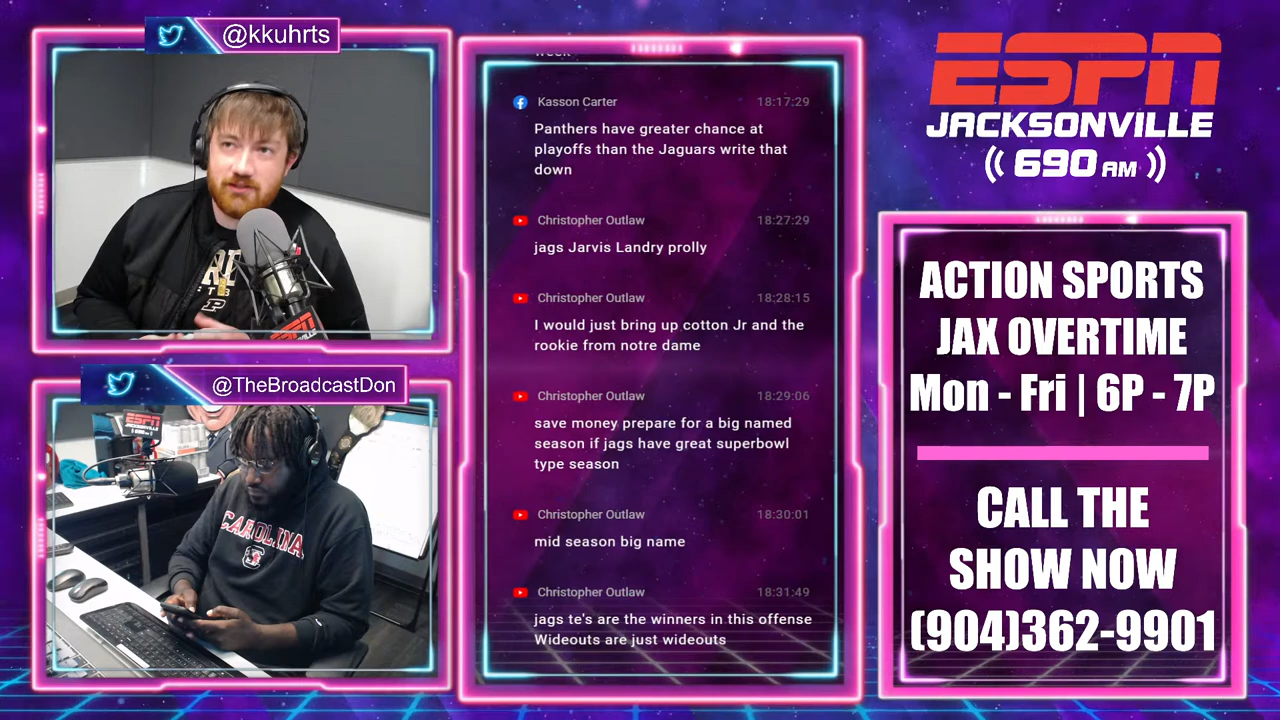 @kkuhrts
@TheBroadcastDon
CAROLINA
ESPN
JACKSONVILLE
690 AM
week
Kasson Carter 18:17:29
Panthers have greater chance at
playoffs than the Jaguars write that
down
Christopher Outlaw 18:27:29
jags Jarvis Landry prolly
Christopher Outlaw 18:28:15
I would just bring up cotton Jr and the
rookie from notre dame
Christopher Outlaw 18:29:06
save money prepare for a big named
season if jags have great superbowl
type season
Christopher Outlaw 18:30:01
mid season big name
Christopher Outlaw 18:31:49
jags te's are the winners in this offense
Wideouts are just wideouts
ESPN
JACKSONVILLE
690 AM
ACTION SPORTS
JAX OVERTIME
Mon - Fri | 6P - 7P
CALL THE
SHOW NOW
(904)362-9901